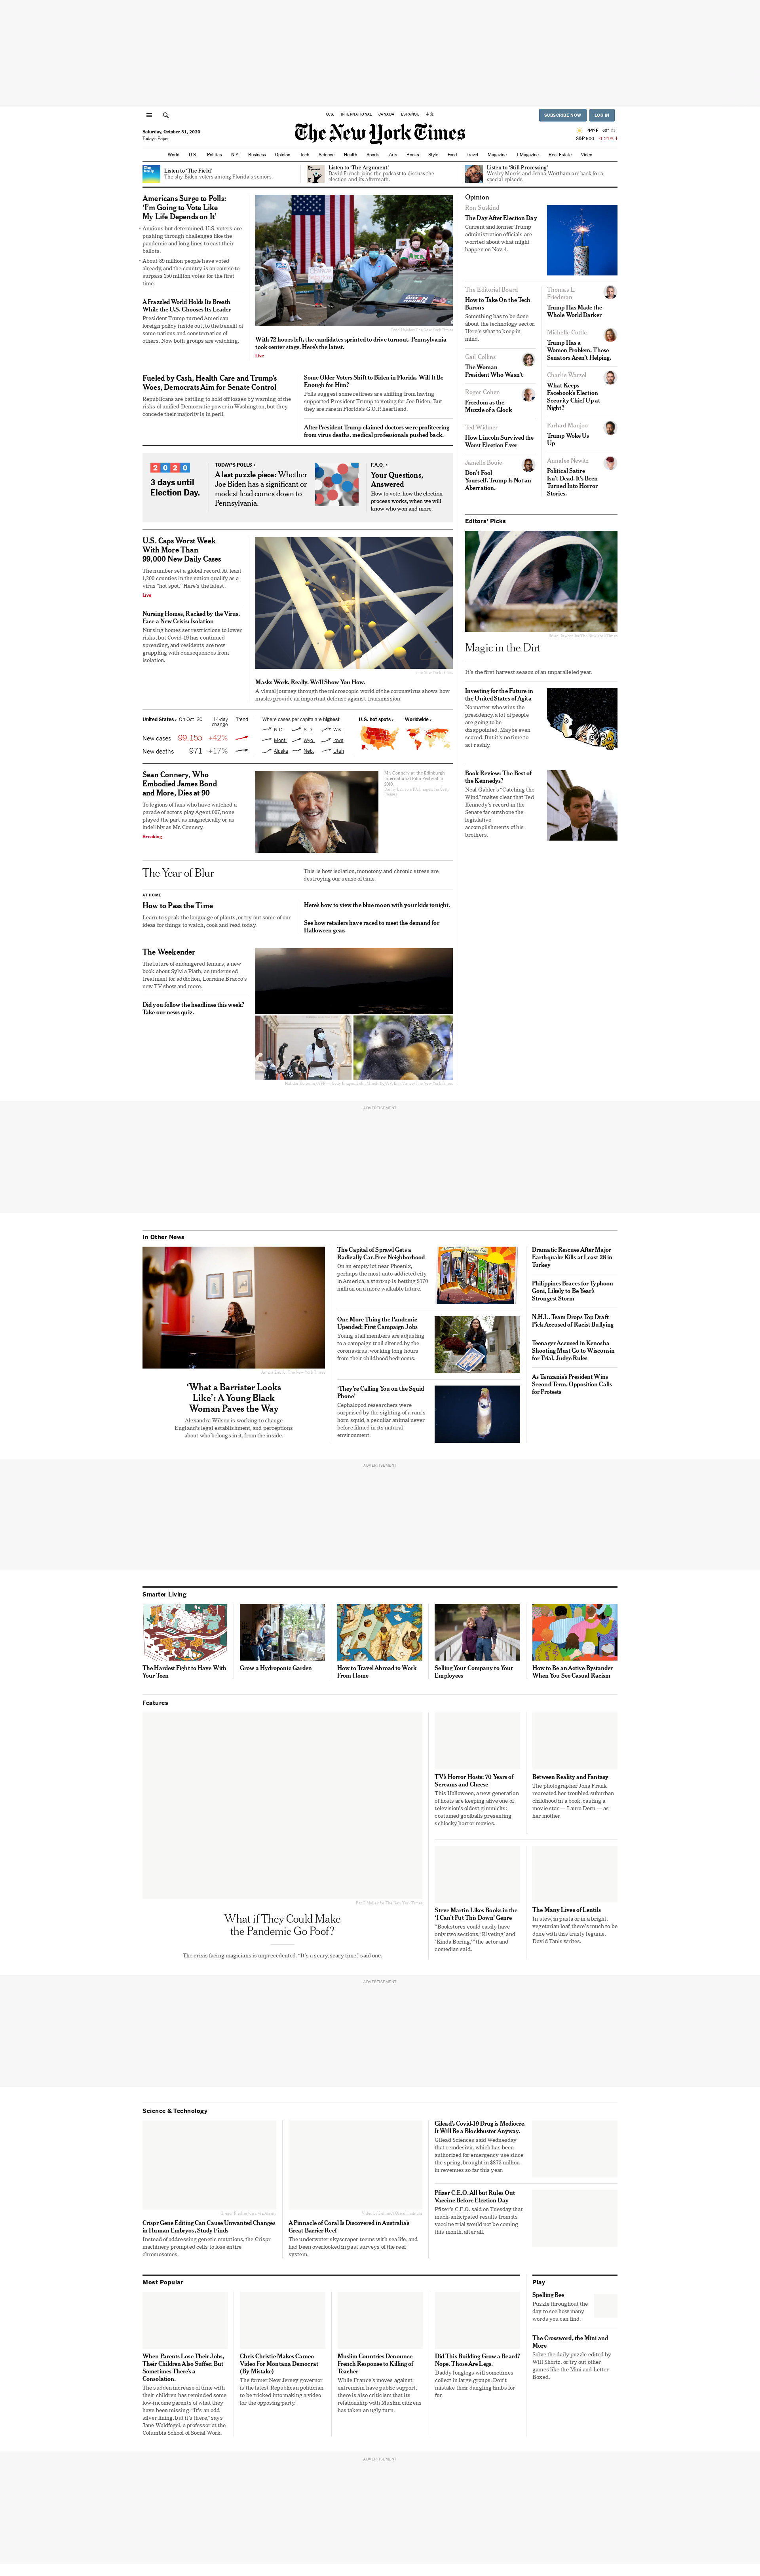 U.S. INTERNATIONAL CANADA ESPAÑOL 中文
SUBSCRIBE NOW LOG IN
Saturday, October 31, 2020
Today's Paper
The New York Times
44°F
S&P 500 -1.21%
World U.S. Politics N.Y. Business Opinion Tech Science Health Sports Arts Books Style Food Travel Magazine T Magazine Real Estate Video
Listen to 'The Field'
The shy Biden voters among Florida's seniors.
Listen to 'The Argument'
David French joins the podcast to discuss the
election and its aftermath.
Listen to 'Still Processing'
Wesley Morris and Jenna Wortham are back for a
special episode.
Americans Surge to Polls:
'I'm Going to Vote Like
My Life Depends on It'
Anxious but determined, U.S. voters are
pushing through challenges like the
pandemic and long lines to cast their
ballots.
About 89 million people have voted
already, and the country is on course to
surpass 150 million votes for the first
time.
A Frazzled World Holds Its Breath
While the U.S. Chooses Its Leader
President Trump turned American
foreign policy inside out, to the benefit of
some nations and consternation of
others. Now both groups are watching.
With 72 hours left, the candidates sprinted to drive turnout. Pennsylvania
took center stage. Here's the latest.
Live
Fueled by Cash, Health Care and Trump's
Woes, Democrats Aim for Senate Control
Republicans are battling to hold off losses by warning of the
risks of unified Democratic power in Washington, but they
concede their majority is in peril.
Some Older Voters Shift to Biden in Florida. Will It Be
Enough for Him?
Polls suggest some retirees are shifting from having
supported President Trump to voting for Joe Biden. But
they are rare in Florida's G.O.P. heartland.
After President Trump claimed doctors were profiteering
from virus deaths, medical professionals pushed back.
2020
3 days until
Election Day.
TODAY'S POLLS ›
A last puzzle piece: Whether
Joe Biden has a significant or
modest lead comes down to
Pennsylvania.
F.A.Q. ›
Your Questions,
Answered
How to vote, how the election
process works, when we will
know who won and more.
U.S. Caps Worst Week
With More Than
99,000 New Daily Cases
The number set a global record. At least
1,200 counties in the nation qualify as a
virus "hot spot." Here's the latest.
Live
Nursing Homes, Racked by the Virus,
Face a New Crisis: Isolation
Nursing homes set restrictions to lower
risks, but Covid-19 has continued
spreading, and residents are now
grappling with consequences from
isolation.
The New York Times
Masks Work. Really. We'll Show You How.
A visual journey through the microscopic world of the coronavirus shows how
masks provide an important defense against transmission.
United States › On Oct. 30 14-day
change Trend
New cases 99,155 +42%
New deaths 971 +17%
Where cases per capita are highest
N.D. S.D. Wis.
Mont. Wyo. Iowa
Alaska Neb. Utah
U.S. hot spots › Worldwide ›
Sean Connery, Who
Embodied James Bond
and More, Dies at 90
To legions of fans who have watched a
parade of actors play Agent 007, none
played the part as magnetically or as
indelibly as Mr. Connery.
Breaking
Mr. Connery at the Edinburgh
International Film Festival in
The Year of Blur
This is how isolation, monotony and chronic stress are
destroying our sense of time.
AT HOME
How to Pass the Time
Learn to speak the language of plants, or try out some of our
ideas for things to watch, cook and read today.
Here's how to view the blue moon with your kids tonight.
See how retailers have raced to meet the demand for
Halloween gear.
The Weekender
The future of endangered lemurs, a new
book about Sylvia Plath, an underused
treatment for addiction, Lorraine Bracco's
new TV show and more.
Did you follow the headlines this week?
Take our news quiz.
Opinion
Ron Suskind
The Day After Election Day
Current and former Trump
administration officials are
worried about what might
happen on Nov. 4.
The Editorial Board
How to Take On the Tech
Barons
Something has to be done
about the technology sector.
Here's what to keep in
mind.
Gail Collins
The Woman
President Who Wasn't
Roger Cohen
Freedom as the
Muzzle of a Glock
Ted Widmer
How Lincoln Survived the
Worst Election Ever
Jamelle Bouie
Don't Fool
Yourself. Trump Is Not an
Aberration.
Thomas L.
Friedman
Trump Has Made the
Whole World Darker
Michelle Cottle
Trump Has a
Women Problem. These
Senators Aren't Helping.
Charlie Warzel
What Keeps
Facebook's Election
Security Chief Up at
Night?
Farhad Manjoo
Trump Woke Us
Up
Annalee Newitz
Political Satire
Isn't Dead. It's Been
Turned Into Horror
Stories.
Editors' Picks
Magic in the Dirt
It's the first harvest season of an unparalleled year.
Investing for the Future in
the United States of Agita
No matter who wins the
presidency, a lot of people
are going to be
disappointed. Maybe even
scared. But it's no time to
act rashly.
Book Review: The Best of
the Kennedys?
Neal Gabler's "Catching the
Wind" makes clear that Ted
Kennedy's record in the
Senate far outshone the
legislative
accomplishments of his
brothers.
ADVERTISEMENT
In Other News
'What a Barrister Looks
Like': A Young Black
Woman Paves the Way
Alexandra Wilson is working to change
England's legal establishment, and perceptions
about who belongs in it, from the inside.
The Capital of Sprawl Gets a
Radically Car-Free Neighborhood
On an empty lot near Phoenix,
perhaps the most auto-addicted city
in America, a start-up is betting $170
million on a more walkable future.
One More Thing the Pandemic
Upended: First Campaign Jobs
Young staff members are adjusting
to a campaign trail altered by the
coronavirus, working long hours
from their childhood bedrooms.
'They're Calling You on the Squid
Phone'
Cephalopod researchers were
surprised by the sighting of a ram's
horn squid, a peculiar animal never
before filmed in its natural
environment.
Dramatic Rescues After Major
Earthquake Kills at Least 28 in
Turkey
Philippines Braces for Typhoon
Goni, Likely to Be Year's
Strongest Storm
N.H.L. Team Drops Top Draft
Pick Accused of Racist Bullying
Teenager Accused in Kenosha
Shooting Must Go to Wisconsin
for Trial, Judge Rules
As Tanzania's President Wins
Second Term, Opposition Calls
for Protests
ADVERTISEMENT
Smarter Living
The Hardest Fight to Have With
Your Teen
Grow a Hydroponic Garden
How to Travel Abroad to Work
From Home
Selling Your Company to Your
Employees
How to Be an Active Bystander
When You See Casual Racism
Features
What if They Could Make
the Pandemic Go Poof?
The crisis facing magicians is unprecedented. "It's a scary, scary time," said one.
TV's Horror Hosts: 70 Years of
Screams and Cheese
This Halloween, a new generation
of hosts are keeping alive one of
television's oldest gimmicks:
costumed goofballs presenting
schlocky horror movies.
Between Reality and Fantasy
The photographer Jona Frank
recreated her troubled suburban
childhood in a book, casting a
movie star — Laura Dern — as
her mother.
Steve Martin Likes Books in the
'I Can't Put This Down' Genre
"Bookstores could easily have
only two sections, 'Riveting' and
'Kinda Boring,'" the actor and
comedian said.
The Many Lives of Lentils
In stew, in pasta or in a bright,
vegetarian loaf, there's much to be
done with this trusty legume,
David Tanis writes.
ADVERTISEMENT
Science & Technology
Crispr Gene Editing Can Cause Unwanted Changes
in Human Embryos, Study Finds
Instead of addressing genetic mutations, the Crispr
machinery prompted cells to lose entire
chromosomes.
A Pinnacle of Coral Is Discovered in Australia's
Great Barrier Reef
The underwater skyscraper teems with sea life, and
had been overlooked in past surveys of the reef
system.
Gilead's Covid-19 Drug is Mediocre.
It Will Be a Blockbuster Anyway.
Gilead Sciences said Wednesday
that remdesivir, which has been
authorized for emergency use since
the spring, brought in $873 million
in revenues so far this year.
Pfizer C.E.O. All but Rules Out
Vaccine Before Election Day
Pfizer's C.E.O. said on Tuesday that
much-anticipated results from its
vaccine trial would not be coming
this month, after all.
Most Popular
When Parents Lose Their Jobs,
Their Children Also Suffer. But
Sometimes There's a
Consolation.
The sudden increase of time with
their children has reminded some
low-income parents of what they
have been missing. "It's an odd
silver lining, but it's there," says
Jane Waldfogel, a professor at the
Columbia School of Social Work.
Chris Christie Makes Cameo
Video For Montana Democrat
(By Mistake)
The former New Jersey governor
is the latest Republican politician
to be tricked into making a video
for the opposing party.
Muslim Countries Denounce
French Response to Killing of
Teacher
While France's moves against
extremism have public support,
there is also criticism that its
relationship with Muslim citizens
has taken an ugly turn.
Did This Building Grow a Beard?
Nope. Those Are Legs.
Daddy longlegs will sometimes
collect in large groups. Don't
mistake their dangling limbs for
fur.
Play
Spelling Bee
Puzzle throughout the
day to see how many
words you can find.
The Crossword, the Mini and
More
Solve the daily puzzle edited by
Will Shortz, or try out other
games like the Mini and Letter
Boxed.
ADVERTISEMENT